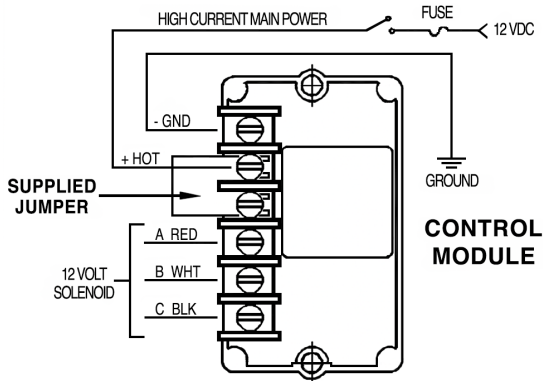 HIGH CURRENT MAIN POWER
FUSE
12 VDC
- GND
+ HOT
GROUND
SUPPLIED
JUMPER
CONTROL
MODULE
A RED
12 VOLT
SOLENOID
B WHT
C BLK